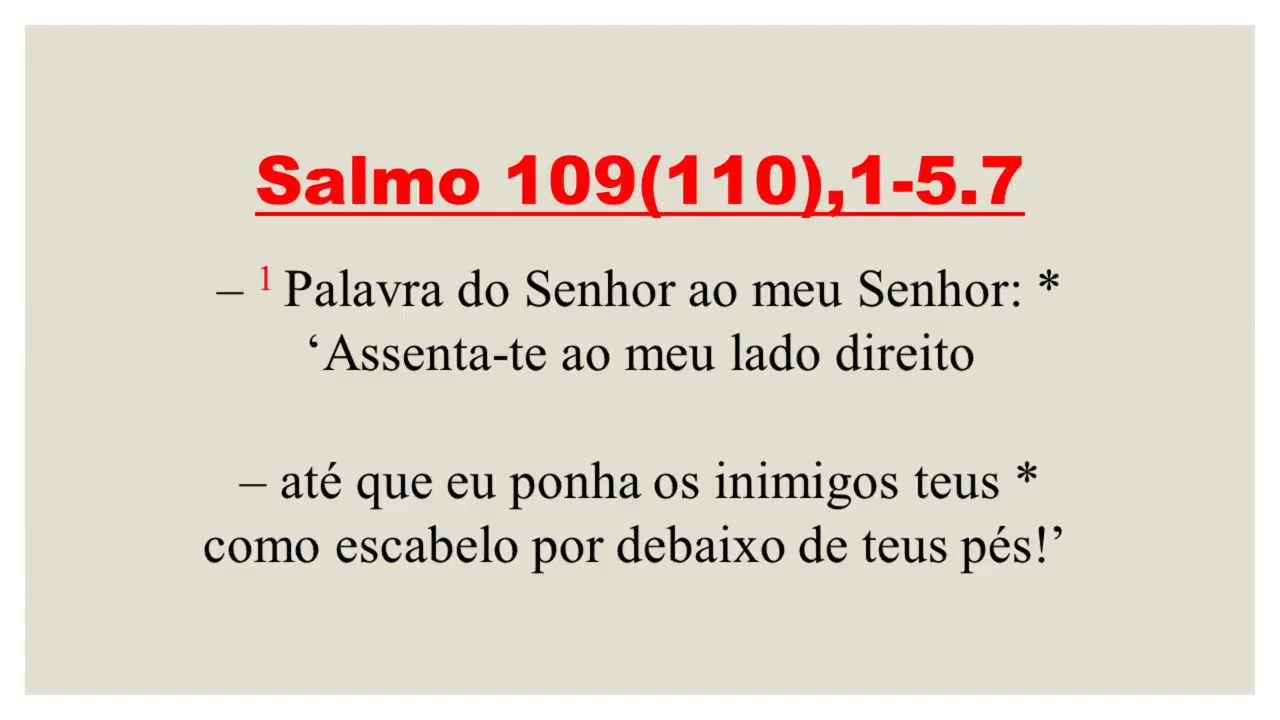 Salmo 109(110),1-5.7
– ¹ Palavra do Senhor ao meu Senhor: *
‘Assenta-te ao meu lado direito
– até que eu ponha os inimigos teus *
como escabelo por debaixo de teus pés!’